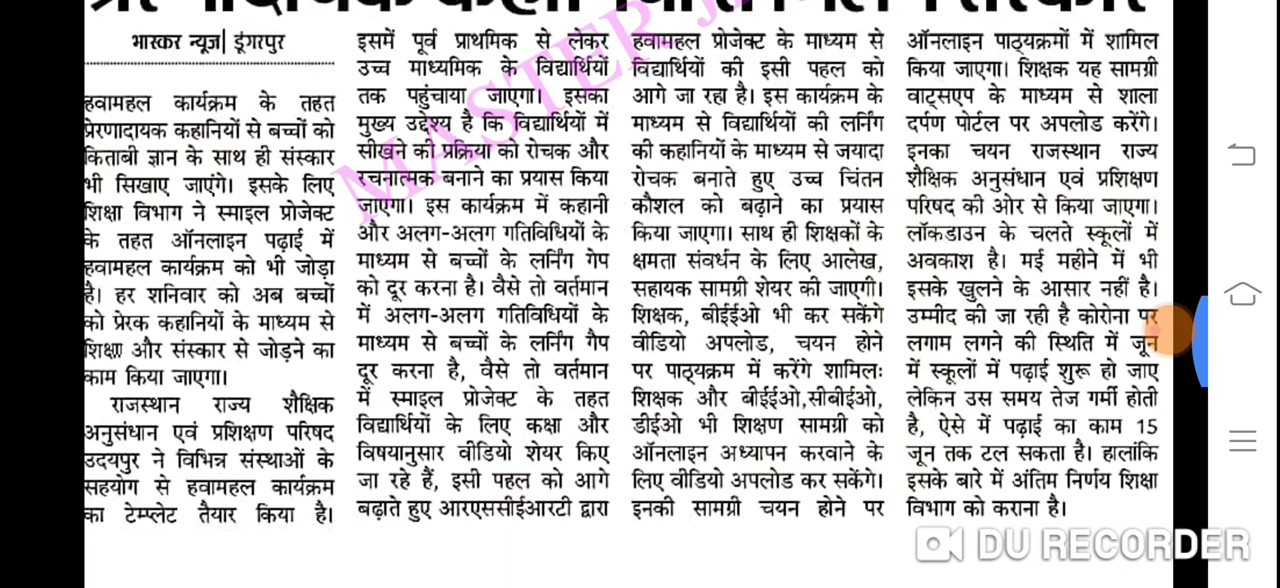 भास्कर न्यूज| डूंगरपुर
हवामहल कार्यक्रम के तहत
प्रेरणादायक कहानियों से बच्चों को
किताबी ज्ञान के साथ ही संस्कार
भी सिखाए जाएंगे। इसके लिए
शिक्षा विभाग ने स्माइल प्रोजेक्ट
के तहत ऑनलाइन पढ़ाई में
हवामहल कार्यक्रम को भी जोड़ा
है। हर शनिवार को अब बच्चों
को प्रेरक कहानियों के माध्यम से
शिक्षा और संस्कार से जोड़ने का
काम किया जाएगा।
राजस्थान राज्य शैक्षिक
अनुसंधान एवं प्रशिक्षण परिषद
उदयपुर ने विभिन्न संस्थाओं के
सहयोग से हवामहल कार्यक्रम
का टेम्प्लेट तैयार किया है।
इसमें पूर्व प्राथमिक से लेकर
उच्च माध्यमिक के विद्यार्थियों
तक पहुंचाया जाएगा। इसका
मुख्य उद्देश्य है कि विद्यार्थियों में
सीखने की प्रक्रिया को रोचक और
रचनात्मक बनाने का प्रयास किया
जाएगा। इस कार्यक्रम में कहानी
और अलग-अलग गतिविधियों के
माध्यम से बच्चों के लर्निंग गेप
को दूर करना है। वैसे तो वर्तमान
में अलग-अलग गतिविधियों के
माध्यम से बच्चों के लर्निंग गैप
दूर करना है, वैसे तो वर्तमान
में स्माइल प्रोजेक्ट के तहत
विद्यार्थियों के लिए कक्षा और
विषयानुसार वीडियो शेयर किए
जा रहे हैं, इसी पहल को आगे
बढ़ाते हुए आरएससीईआरटी द्वारा
हवामहल प्रोजेक्ट के माध्यम से
विद्यार्थियों की इसी पहल को
आगे जा रहा है। इस कार्यक्रम के
माध्यम से विद्यार्थियों की लर्निंग
की कहानियों के माध्यम से जयादा
रोचक बनाते हुए उच्च चिंतन
कौशल को बढ़ाने का प्रयास
किया जाएगा। साथ ही शिक्षकों के
क्षमता संवर्धन के लिए आलेख,
सहायक सामग्री शेयर की जाएगी।
शिक्षक, बीईईओ भी कर सकेंगे
वीडियो अपलोड, चयन होने
पर पाठ्यक्रम में करेंगे शामिलः
शिक्षक और बीईईओ,सीबीईओ,
डीईओ भी शिक्षण सामग्री को
ऑनलाइन अध्यापन करवाने के
लिए वीडियो अपलोड कर सकेंगे।
इनकी सामग्री चयन होने पर
ऑनलाइन पाठ्यक्रमों में शामिल
किया जाएगा। शिक्षक यह सामग्री
वाट्सएप के माध्यम से शाला
दर्पण पोर्टल पर अपलोड करेंगे।
इनका चयन राजस्थान राज्य
शैक्षिक अनुसंधान एवं प्रशिक्षण
परिषद की ओर से किया जाएगा।
लॉकडाउन के चलते स्कूलों में
अवकाश है। मई महीने में भी
इसके खुलने के आसार नहीं है।
उम्मीद की जा रही है कोरोना पर
लगाम लगने की स्थिति में जून
में स्कूलों में पढ़ाई शुरू हो जाए
लेकिन उस समय तेज गर्मी होती
है, ऐसे में पढ़ाई का काम 15
जून तक टल सकता है। हालांकि
इसके बारे में अंतिम निर्णय शिक्षा
विभाग को कराना है।
MASTER
DU RECORDER